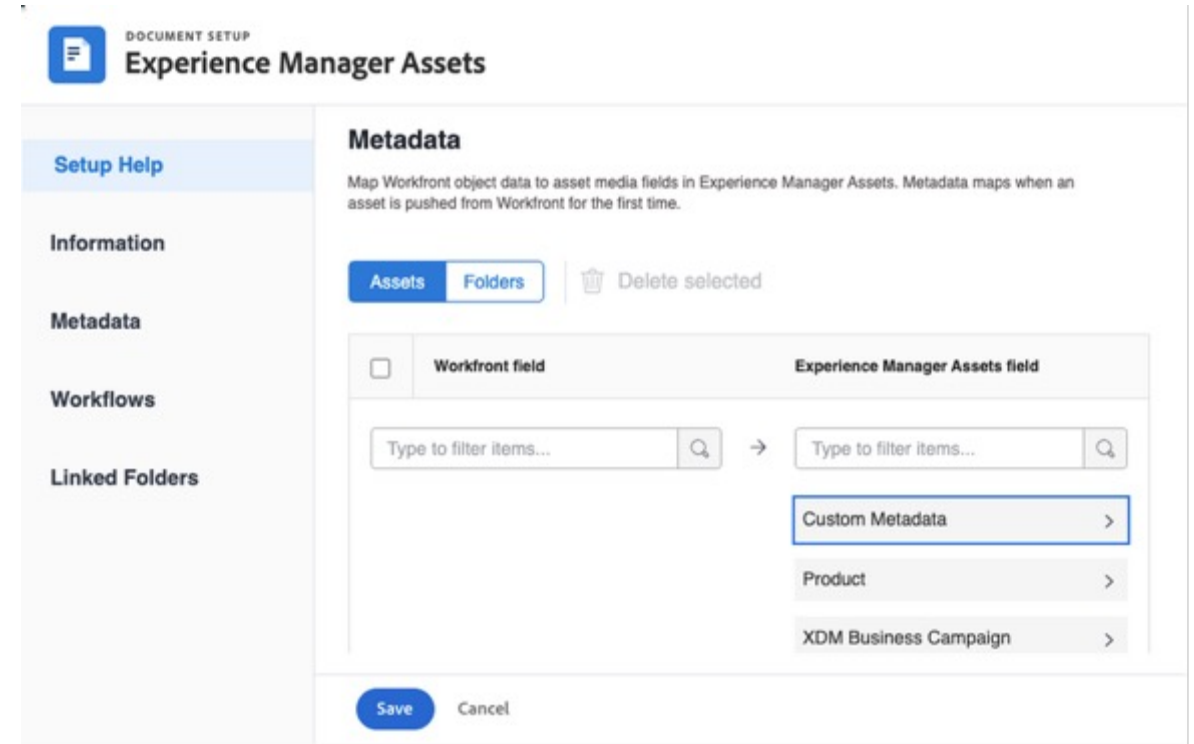 DOCUMENT SETUP
Experience Manager Assets
Setup Help
Information
Metadata
Workflows
Linked Folders
Metadata
Map Workfront object data to asset media fields in Experience Manager Assets. Metadata maps when an
asset is pushed from Workfront for the first time.
Assets
Folders
Delete selected
Workfront field
Experience Manager Assets field
Type to filter items...
Type to filter items...
Custom Metadata
Product
XDM Business Campaign
Save
Cancel